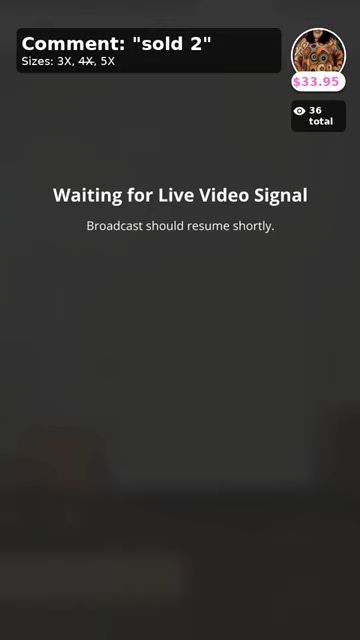 Comment: "sold 2"
Sizes: 3X, 4X, 5X
$33.95
36
total
Waiting for Live Video Signal
Broadcast should resume shortly.